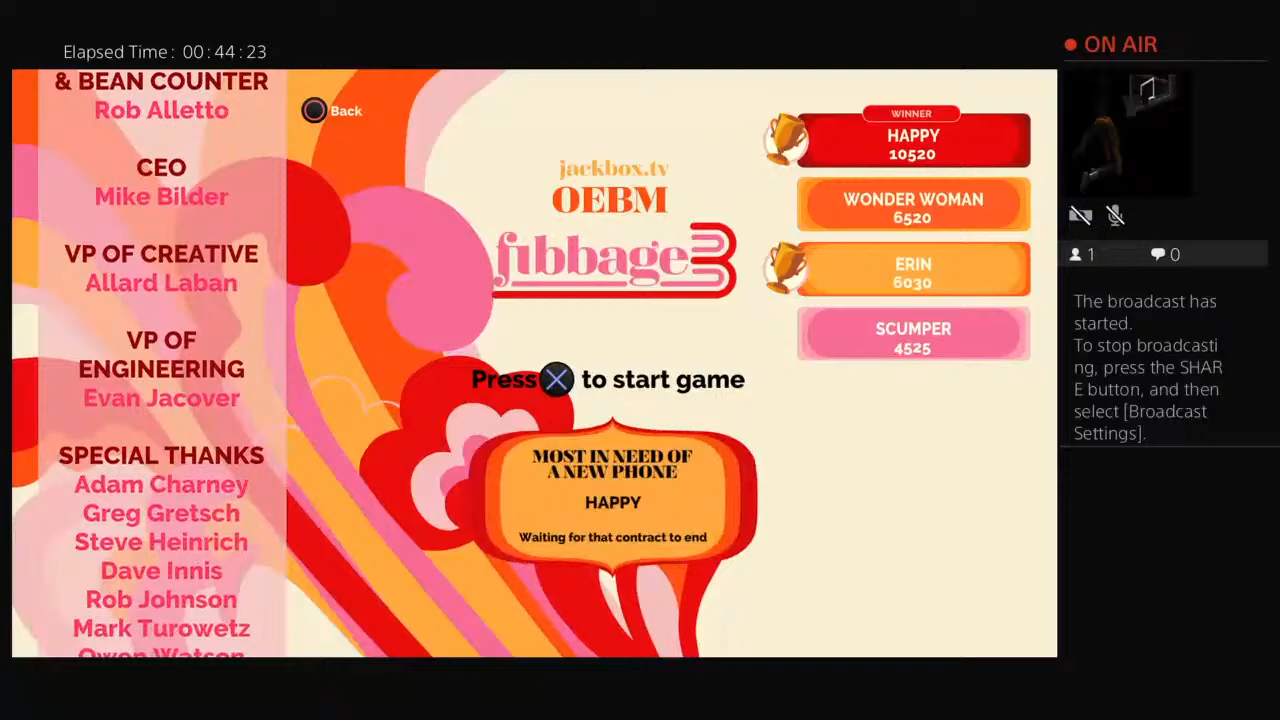 Elapsed Time: 00:44:23
ON AIR
& BEAN COUNTER
Rob Alletto
CEO
Mike Bilder
VP OF CREATIVE
Allard Laban
VP OF
ENGINEERING
Evan Jacover
SPECIAL THANKS
Adam Charney
Greg Gretsch
Steve Heinrich
Dave Innis
Rob Johnson
Mark Turowetz
Owen Watson
Back
jackbox.tv
OEBM
fibbage 3
Press X to start game
MOST IN NEED OF
A NEW PHONE
HAPPY
Waiting for that contract to end
WINNER
HAPPY
10520
WONDER WOMAN
6520
ERIN
6030
SCUMPER
4525
1 0
The broadcast has
started.
To stop broadcasti
ng, press the SHAR
E button, and then
select [Broadcast
Settings].